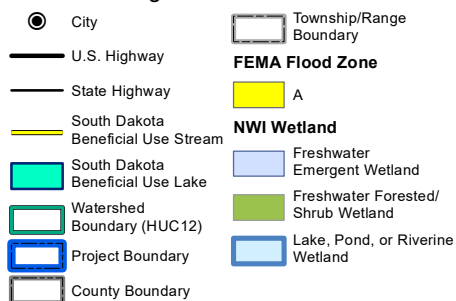 City
U.S. Highway
State Highway
South Dakota
Beneficial Use Stream
South Dakota
Beneficial Use Lake
Watershed
Boundary (HUC12)
Project Boundary
County Boundary
Township/Range
Boundary
FEMA Flood Zone
A
NWI Wetland
Freshwater
Emergent Wetland
Freshwater Forested/
Shrub Wetland
Lake, Pond, or Riverine
Wetland